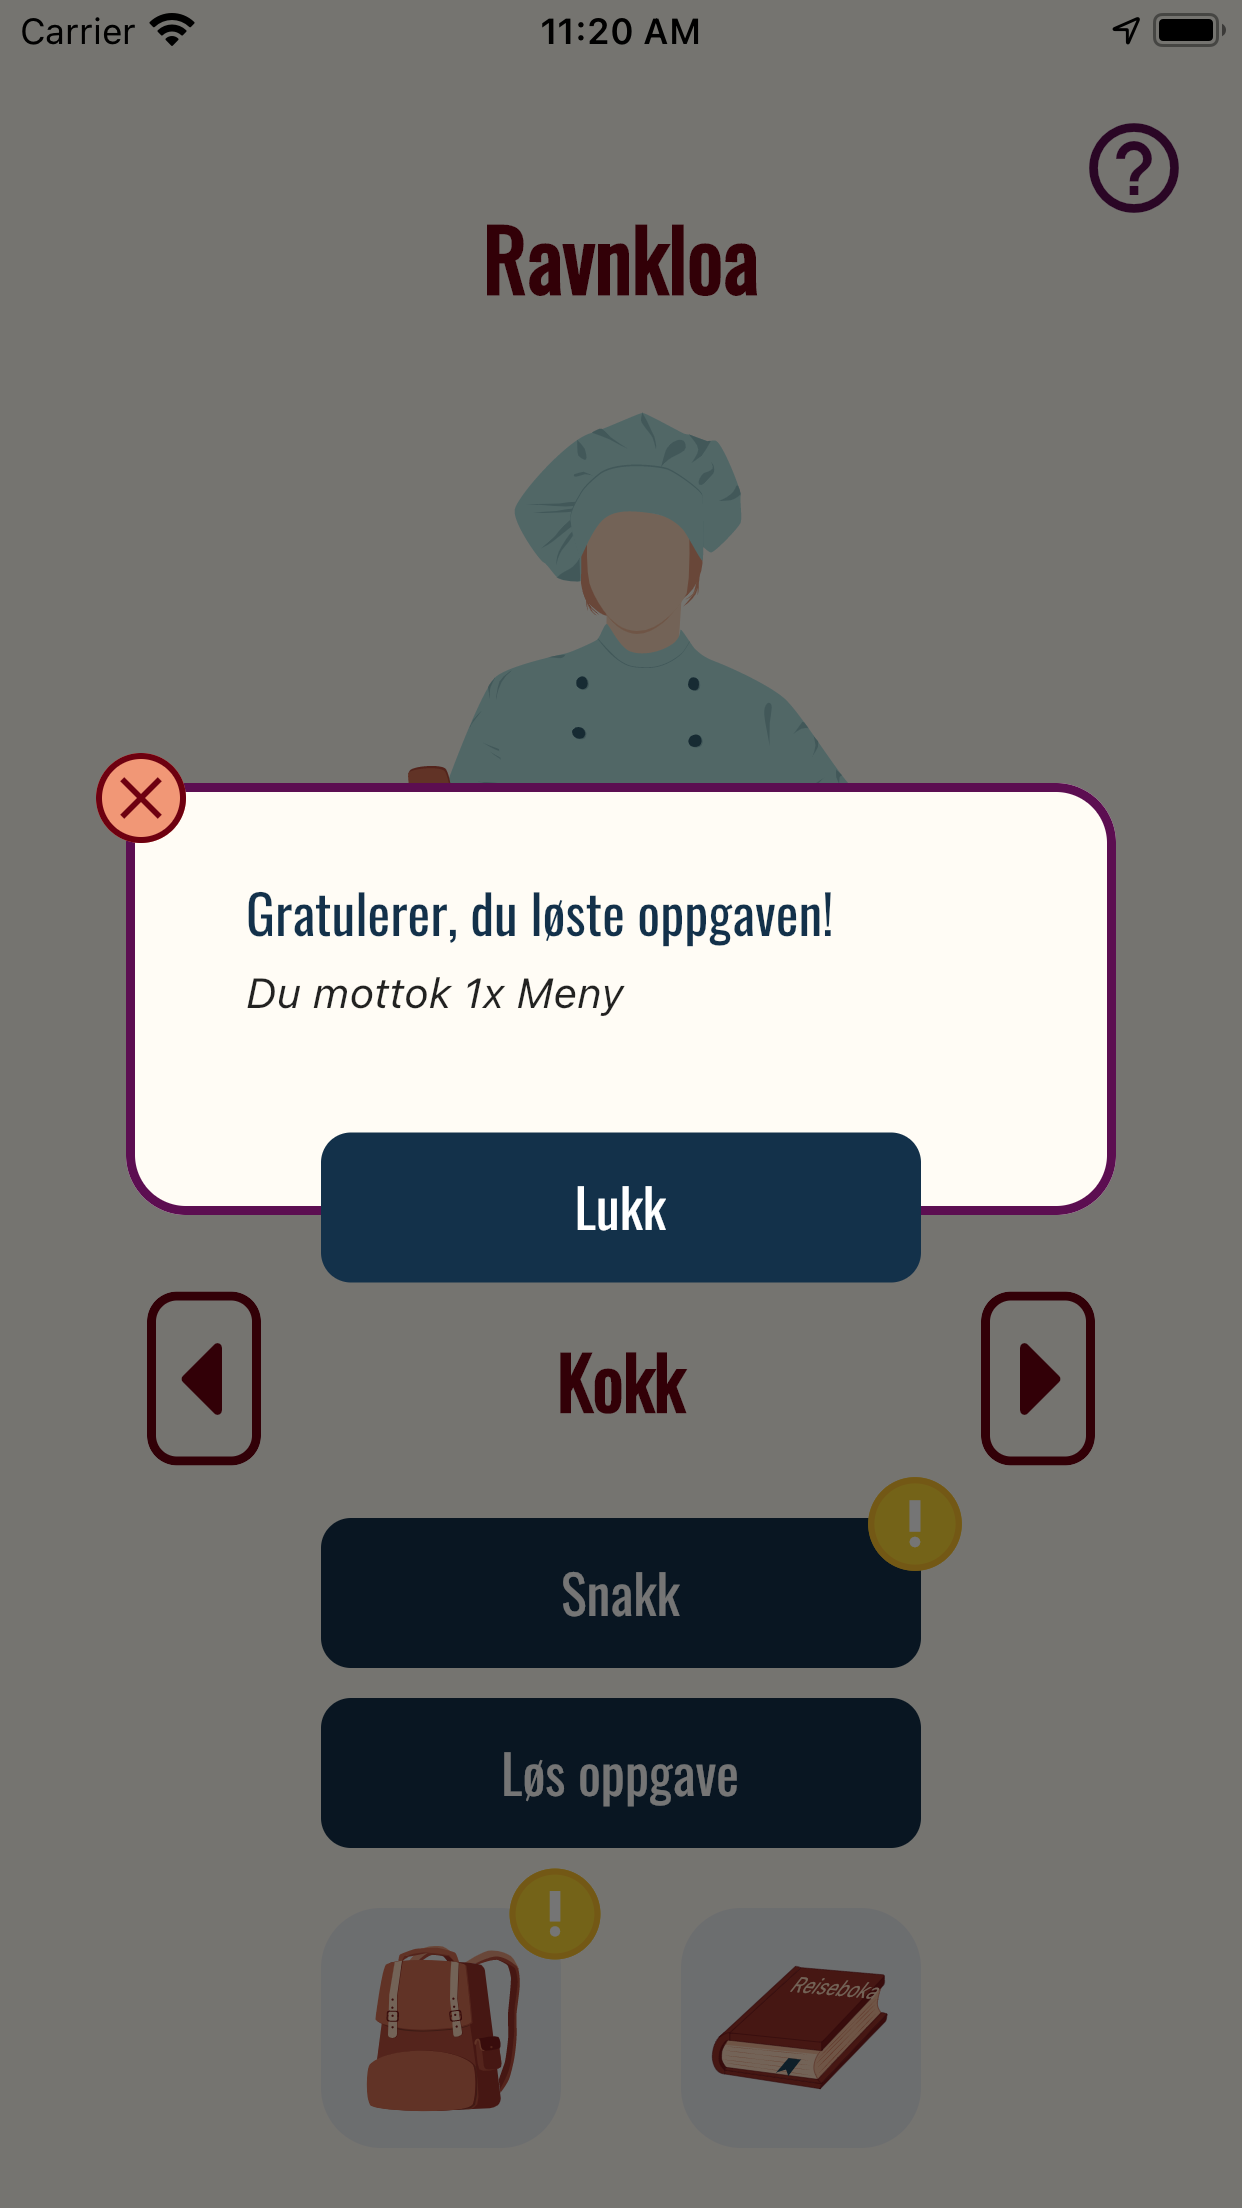 Carrier 11:20 AM
?
Ravnkloa
Gratulerer, du løste oppgaven!
Du mottok 1x Meny
Lukk
Kokk
!
Snakk
Løs oppgave
!
Reiseboka